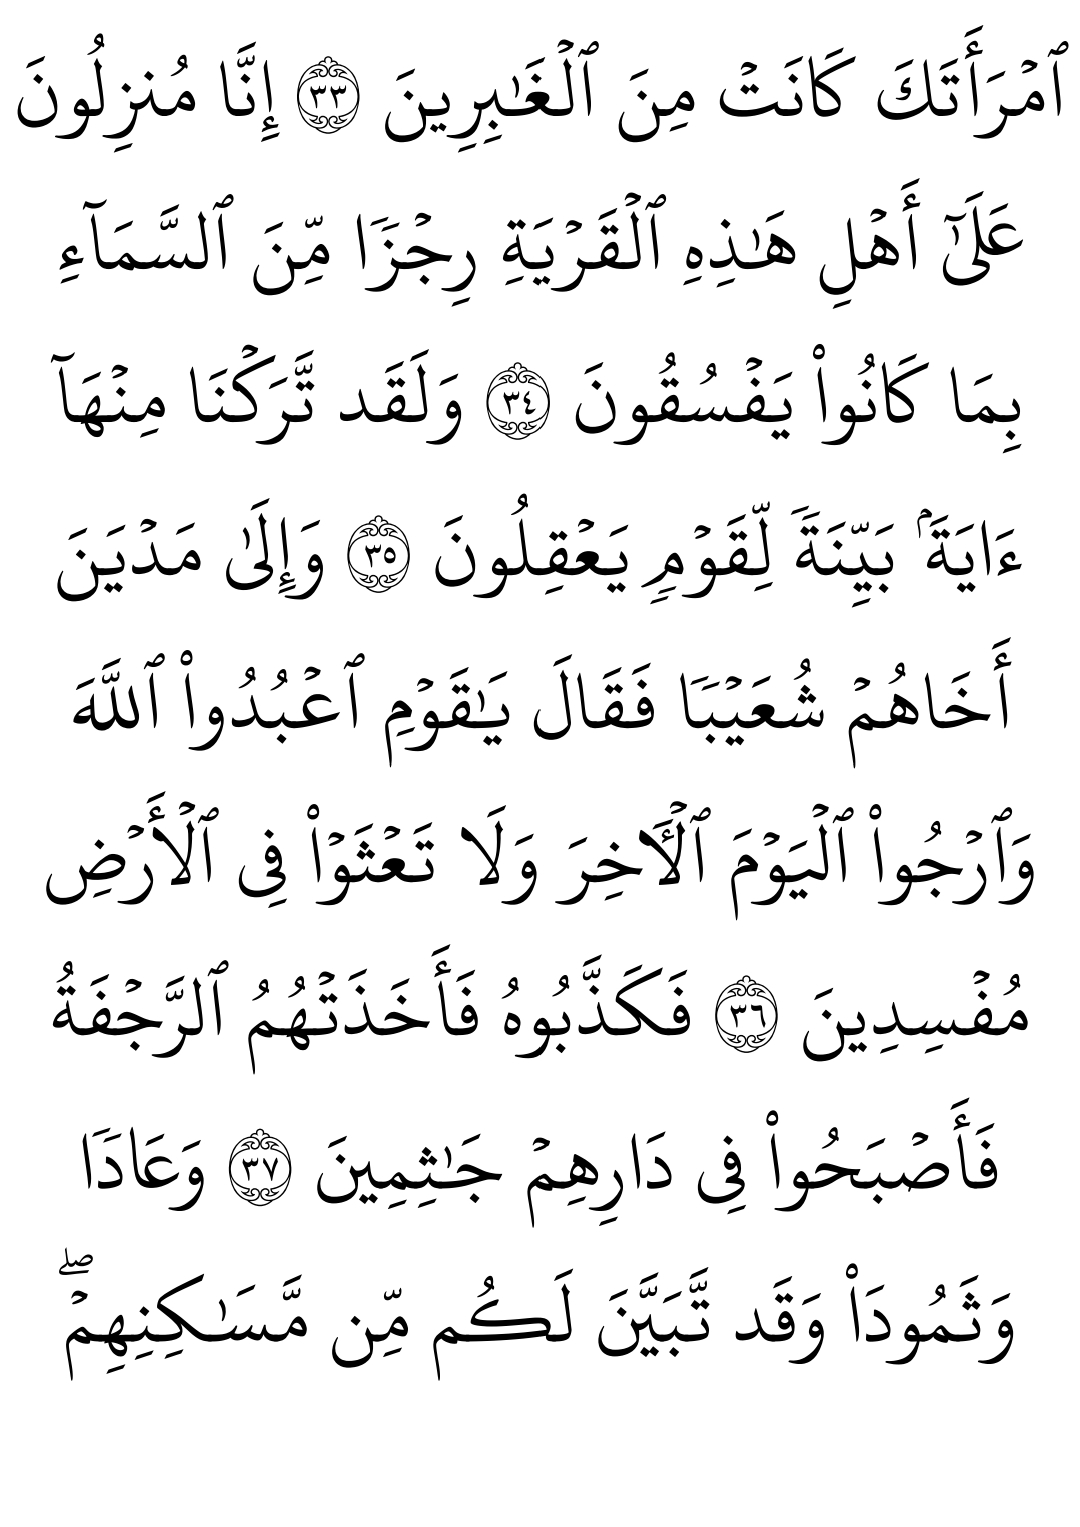 ٱمۡرَأَتَكَ كَانَتۡ مِنَ ٱلۡغَٰبِرِينَ ٣٣ إِنَّا مُنزِلُونَ
عَلَىٰٓ أَهۡلِ هَٰذِهِ ٱلۡقَرۡيَةِ رِجۡزٗا مِّنَ ٱلسَّمَآءِ
بِمَا كَانُواْ يَفۡسُقُونَ ٣٤ وَلَقَد تَّرَكۡنَا مِنۡهَآ
ءَايَةَۢ بَيِّنَةٗ لِّقَوۡمٖ يَعۡقِلُونَ ٣٥ وَإِلَىٰ مَدۡيَنَ
أَخَاهُمۡ شُعَيۡبٗا فَقَالَ يَٰقَوۡمِ ٱعۡبُدُواْ ٱللَّهَ
وَٱرۡجُواْ ٱلۡيَوۡمَ ٱلۡأٓخِرَ وَلَا تَعۡثَوۡاْ فِي ٱلۡأَرۡضِ
مُفۡسِدِينَ ٣٦ فَكَذَّبُوهُ فَأَخَذَتۡهُمُ ٱلرَّجۡفَةُ
فَأَصۡبَحُواْ فِي دَارِهِمۡ جَٰثِمِينَ ٣٧ وَعَادٗا
وَثَمُودَاْ وَقَد تَّبَيَّنَ لَكُم مِّن مَّسَٰكِنِهِمۡۖ